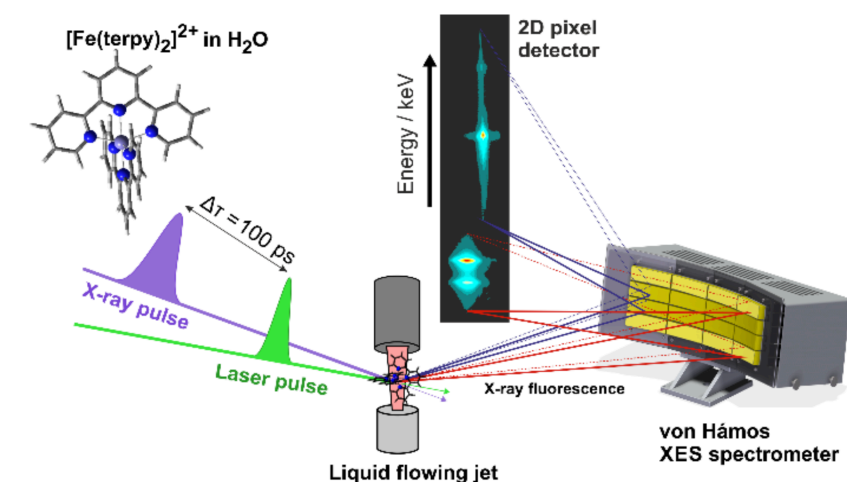 [Fe(terpy)₂]²⁺ in H₂O
2D pixel
detector
Energy / keV
Δτ = 100 ps
X-ray pulse
Laser pulse
X-ray fluorescence
von Hámos
XES spectrometer
Liquid flowing jet